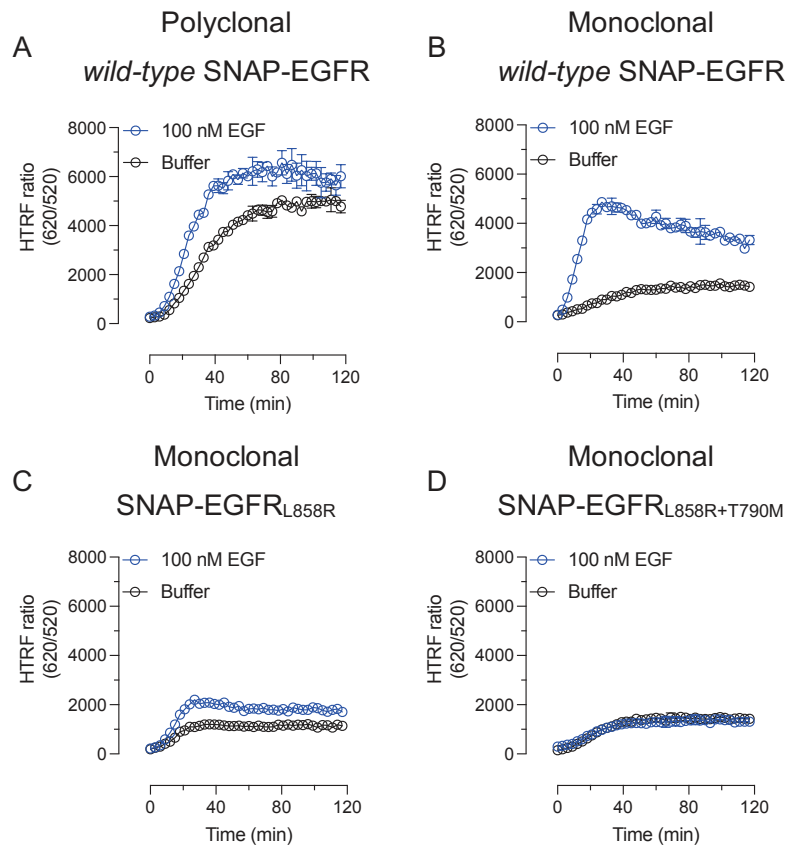 Polyclonal
A
wild-type SNAP-EGFR
8000
6000
4000
2000
0
HTRF ratio
(620/520)
100 nM EGF
Buffer
0 40 80 120
Time (min)
Monoclonal
B
wild-type SNAP-EGFR
8000
6000
4000
2000
0
HTRF ratio
(620/520)
100 nM EGF
Buffer
0 40 80 120
Time (min)
Monoclonal
C
SNAP-EGFRL858R
8000
6000
4000
2000
0
HTRF ratio
(620/520)
100 nM EGF
Buffer
0 40 80 120
Time (min)
Monoclonal
D
SNAP-EGFRL858R+T790M
8000
6000
4000
2000
0
HTRF ratio
(620/520)
100 nM EGF
Buffer
0 40 80 120
Time (min)